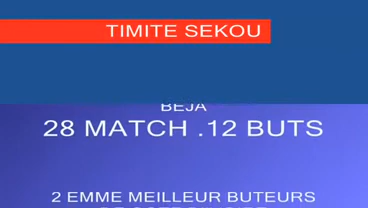 TIMITE SEKOU
BEJA
28 MATCH .12 BUTS
2 EMME MEILLEUR BUTEURS